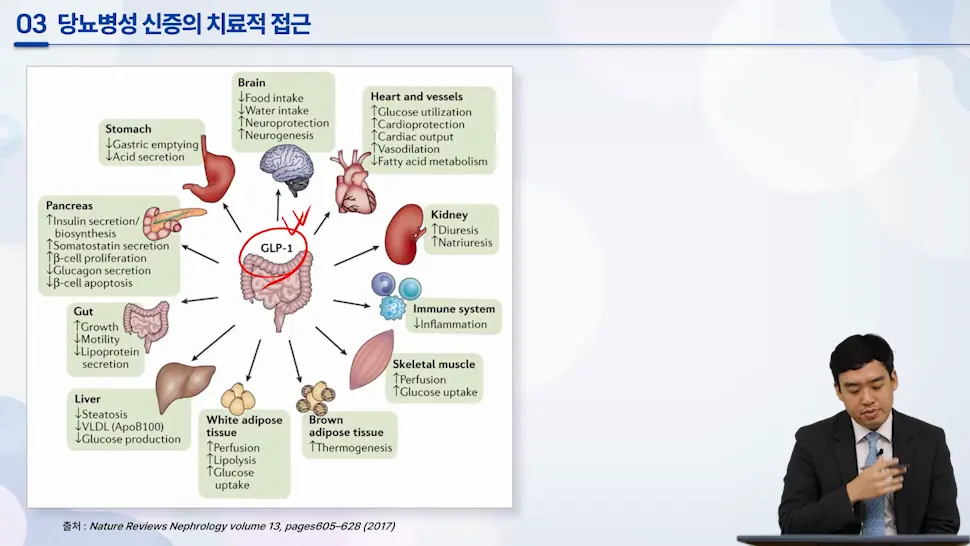 03 당뇨병성 신증의 치료적 접근
Brain
↓Food intake
↓Water intake
↑Neuroprotection
↑Neurogenesis
Heart and vessels
↑Glucose utilization
↑Cardioprotection
↑Cardiac output
↑Vasodilation
↓Fatty acid metabolism
Stomach
↓Gastric emptying
↓Acid secretion
Pancreas
↑Insulin secretion/
biosynthesis
↑Somatostatin secretion
↑β-cell proliferation
↓Glucagon secretion
↓β-cell apoptosis
GLP-1
Kidney
↑Diuresis
↑Natriuresis
Immune system
↓Inflammation
Gut
↑Growth
↓Motility
↓Lipoprotein
secretion
Skeletal muscle
↑Perfusion
↑Glucose uptake
Liver
↓Steatosis
↓VLDL (ApoB100)
↓Glucose production
White adipose
tissue
↑Perfusion
↑Lipolysis
↑Glucose
uptake
Brown
adipose tissue
↑Thermogenesis
출처 : Nature Reviews Nephrology volume 13, pages605–628 (2017)